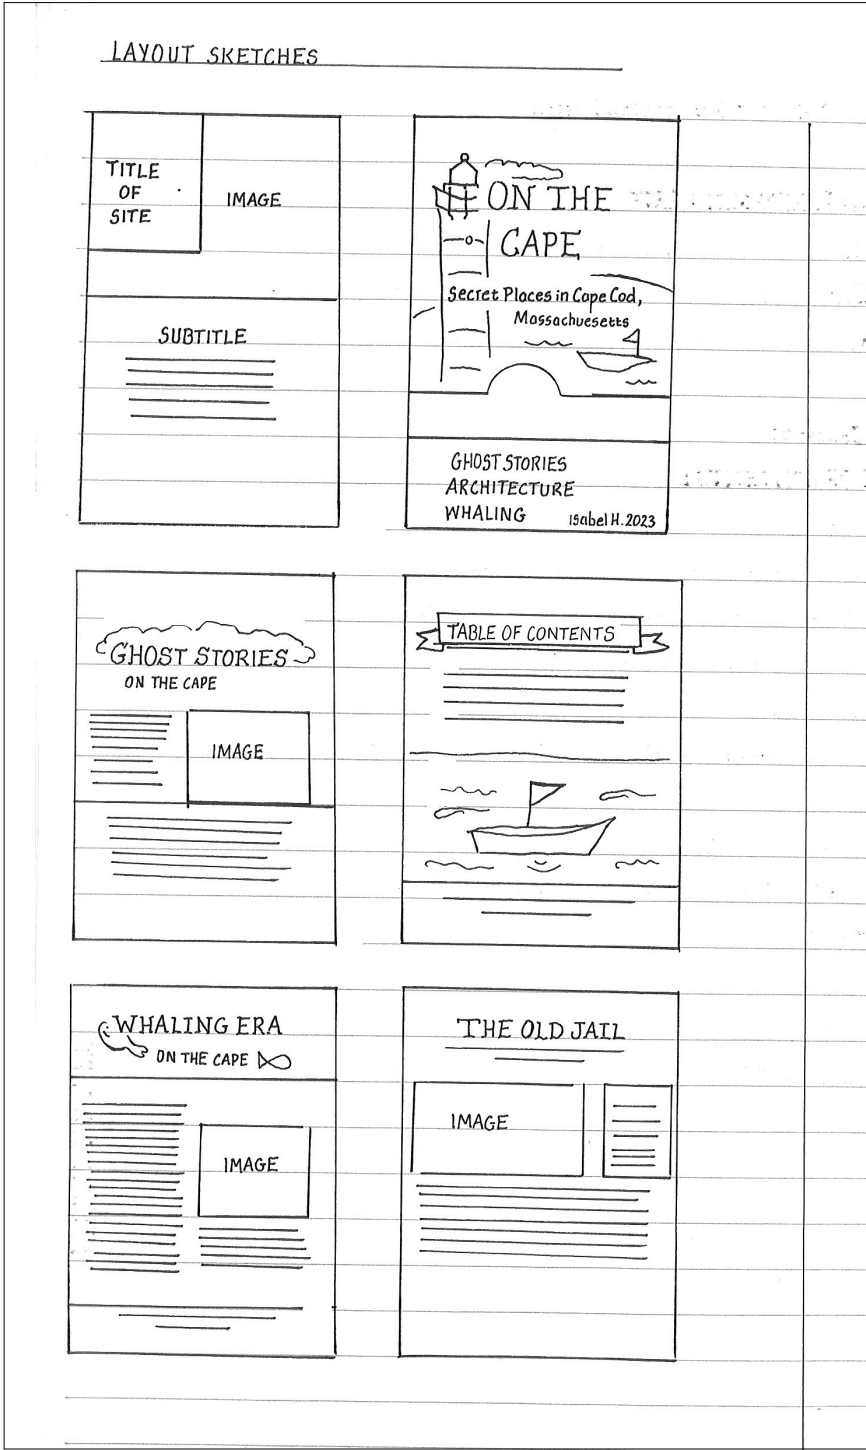 LAYOUT SKETCHES
TITLE
OF
SITE
IMAGE
SUBTITLE
ON THE
CAPE
Secret Places in Cape Cod,
Massachuesetts
GHOST STORIES
ARCHITECTURE
WHALING
Isabel H. 2023
GHOST STORIES
ON THE CAPE
IMAGE
TABLE OF CONTENTS
WHALING ERA
ON THE CAPE
IMAGE
THE OLD JAIL
IMAGE